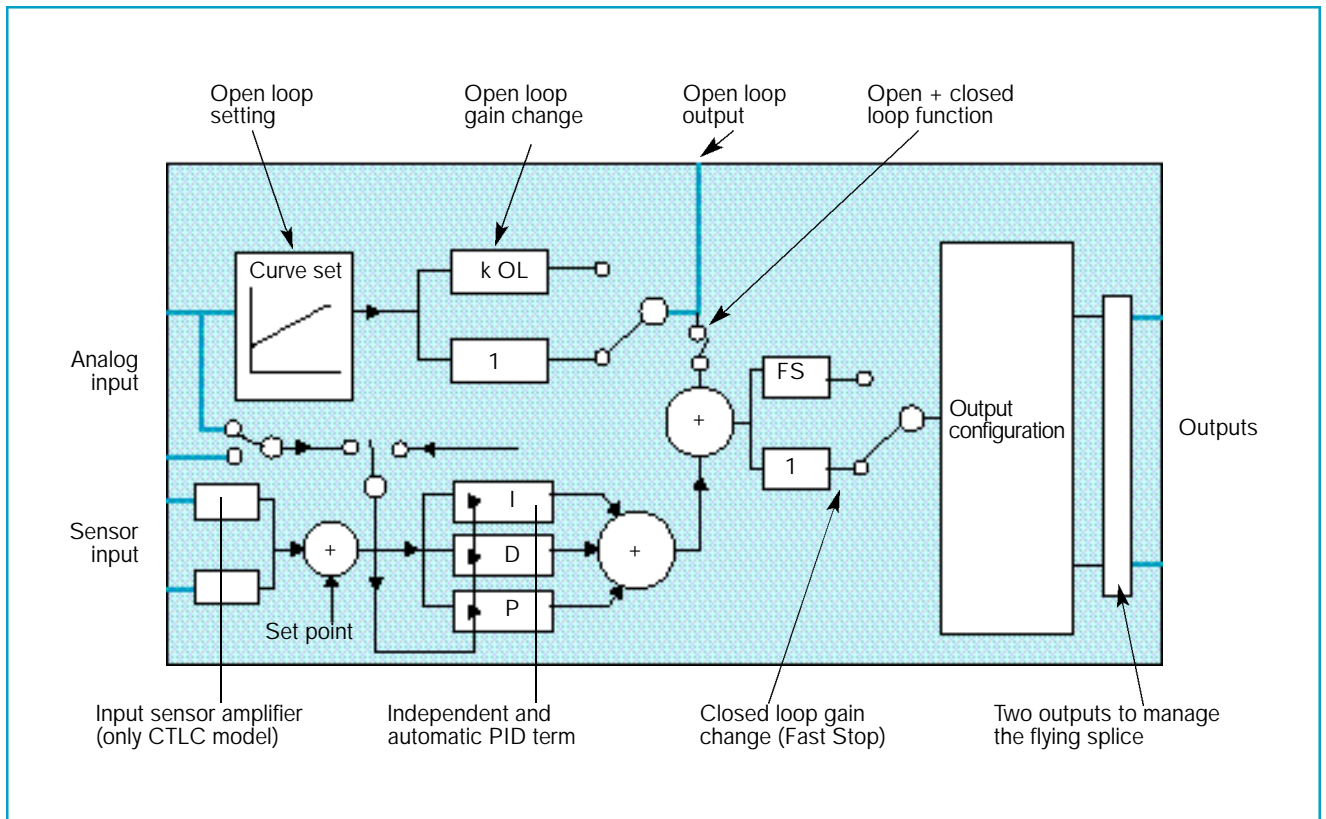 Open loop
setting
Open loop
gain change
Open loop
output
Open + closed
loop function
Curve set
k OL
1
Analog
input
FS
+
1
Output
configuration
Outputs
I
D
P
+
+
Sensor
input
Set point
Input sensor amplifier
(only CTLC model)
Independent and
automatic PID term
Closed loop gain
change (Fast Stop)
Two outputs to manage
the flying splice